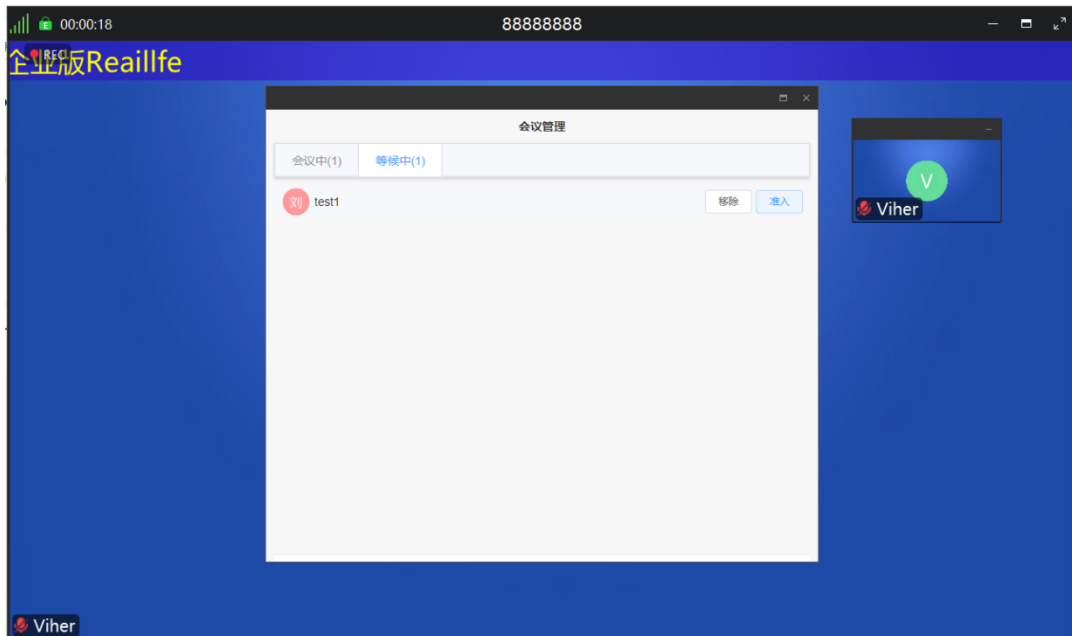 00:00:18
88888888
REC
企业版Reaillfe
会议管理
会议中(1)
等候中(1)
刘 test1
移除
准入
V
Viher
Viher